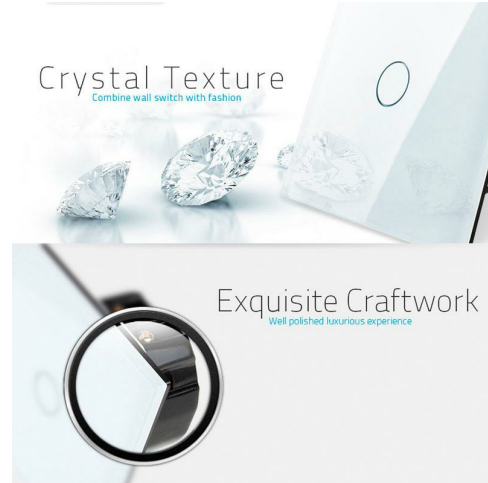 Crystal Texture
Combine wall switch with fashion
Exquisite Craftwork
Well polished luxurious experience